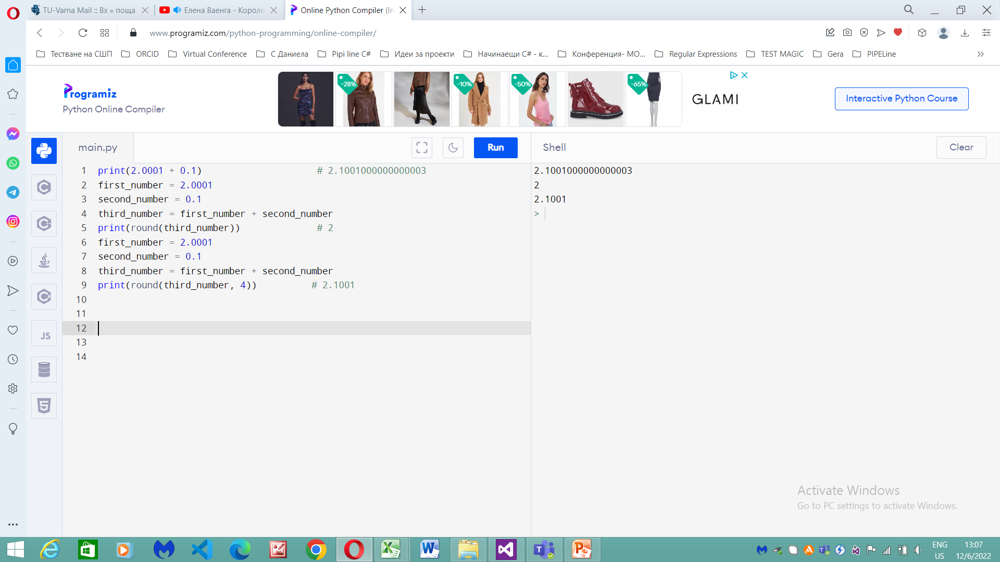 TU-Varna Mail :: Вх » поща
Елена Ваенга - Короле
Online Python Compiler (In
www.programiz.com/python-programming/online-compiler/
Тестване на СШП
ORCID
Virtual Conference
С Даниела
Pipi line C#
Идеи за проекти
Начинаещи C# - к...
Конференция- МО...
Regular Expressions
TEST MAGIC
Gera
PIPELine
Programiz
Python Online Compiler
-28%
-10%
-50%
-65%
GLAMI
Interactive Python Course
main.py
Run
Shell
Clear
1 print(2.0001 + 0.1) # 2.1001000000000003
2 first_number = 2.0001
3 second_number = 0.1
4 third_number = first_number + second_number
5 print(round(third_number)) # 2
6 first_number = 2.0001
7 second_number = 0.1
8 third_number = first_number + second_number
9 print(round(third_number, 4)) # 2.1001
10
11
12
13
14
2.1001000000000003
2
2.1001
>
JS
Activate Windows
Go to PC settings to activate Windows.
ENG
US
13:07
12/6/2022